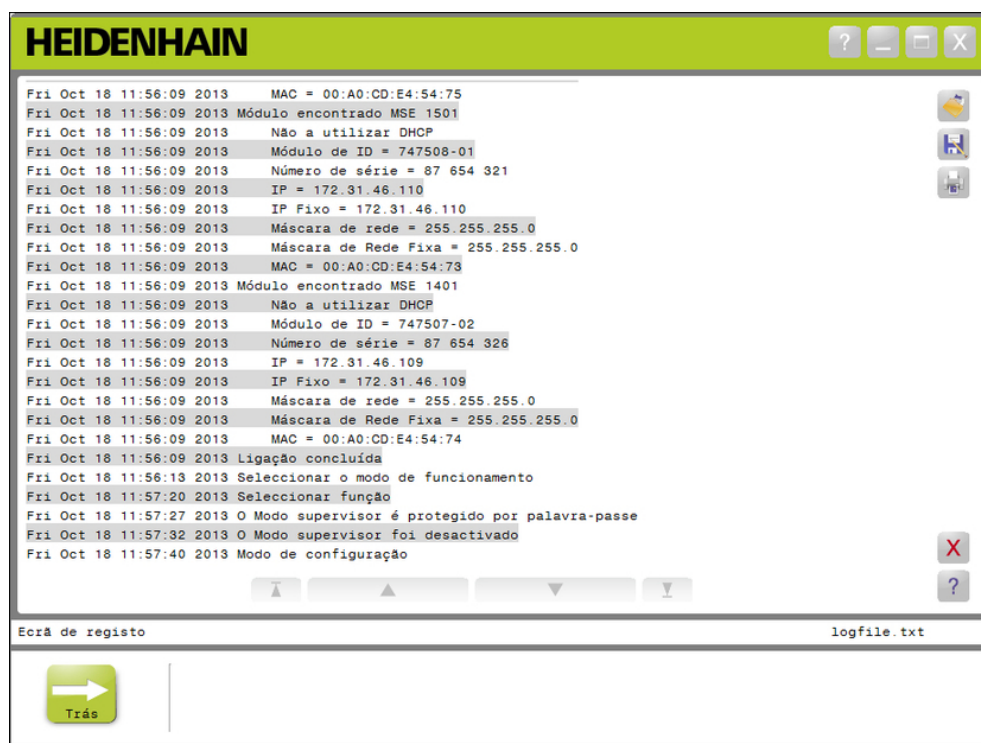 HEIDENHAIN
? _ X
Fri Oct 18 11:56:09 2013 MAC = 00:A0:CD:E4:54:75
Fri Oct 18 11:56:09 2013 Módulo encontrado MSE 1501
Fri Oct 18 11:56:09 2013 Não a utilizar DHCP
Fri Oct 18 11:56:09 2013 Módulo de ID = 747508-01
Fri Oct 18 11:56:09 2013 Número de série = 87 654 321
Fri Oct 18 11:56:09 2013 IP = 172.31.46.110
Fri Oct 18 11:56:09 2013 IP Fixo = 172.31.46.110
Fri Oct 18 11:56:09 2013 Máscara de rede = 255.255.255.0
Fri Oct 18 11:56:09 2013 Máscara de Rede Fixa = 255.255.255.0
Fri Oct 18 11:56:09 2013 MAC = 00:A0:CD:E4:54:73
Fri Oct 18 11:56:09 2013 Módulo encontrado MSE 1401
Fri Oct 18 11:56:09 2013 Não a utilizar DHCP
Fri Oct 18 11:56:09 2013 Módulo de ID = 747507-02
Fri Oct 18 11:56:09 2013 Número de série = 87 654 326
Fri Oct 18 11:56:09 2013 IP = 172.31.46.109
Fri Oct 18 11:56:09 2013 IP Fixo = 172.31.46.109
Fri Oct 18 11:56:09 2013 Máscara de rede = 255.255.255.0
Fri Oct 18 11:56:09 2013 Máscara de Rede Fixa = 255.255.255.0
Fri Oct 18 11:56:09 2013 MAC = 00:A0:CD:E4:54:74
Fri Oct 18 11:56:09 2013 Ligação concluída
Fri Oct 18 11:56:13 2013 Seleccionar o modo de funcionamento
Fri Oct 18 11:57:20 2013 Seleccionar função
Fri Oct 18 11:57:27 2013 O Modo supervisor é protegido por palavra-passe
Fri Oct 18 11:57:32 2013 O Modo supervisor foi desactivado
Fri Oct 18 11:57:40 2013 Modo de configuração
X
?
Ecrã de registo logfile.txt
Trás